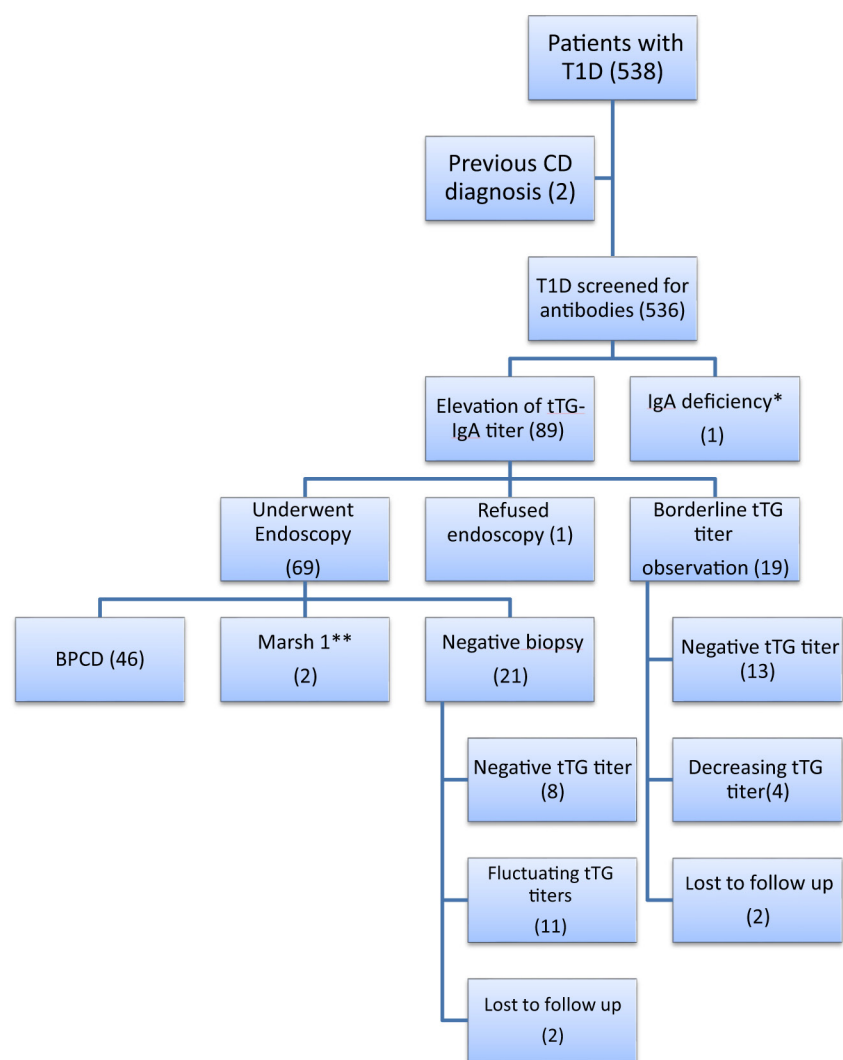 Patients with
T1D (538)
Previous CD
diagnosis (2)
T1D screened for
antibodies (536)
Elevation of tTG-
IgA titer (89)
IgA deficiency*
(1)
Underwent
Endoscopy
(69)
Refused
endoscopy (1)
Borderline tTG
titer
observation (19)
BPCD (46)
Marsh 1**
(2)
Negative biopsy
(21)
Negative tTG titer
(13)
Negative tTG titer
(8)
Decreasing tTG
titer(4)
Fluctuating tTG
titers
(11)
Lost to follow up
(2)
Lost to follow up
(2)